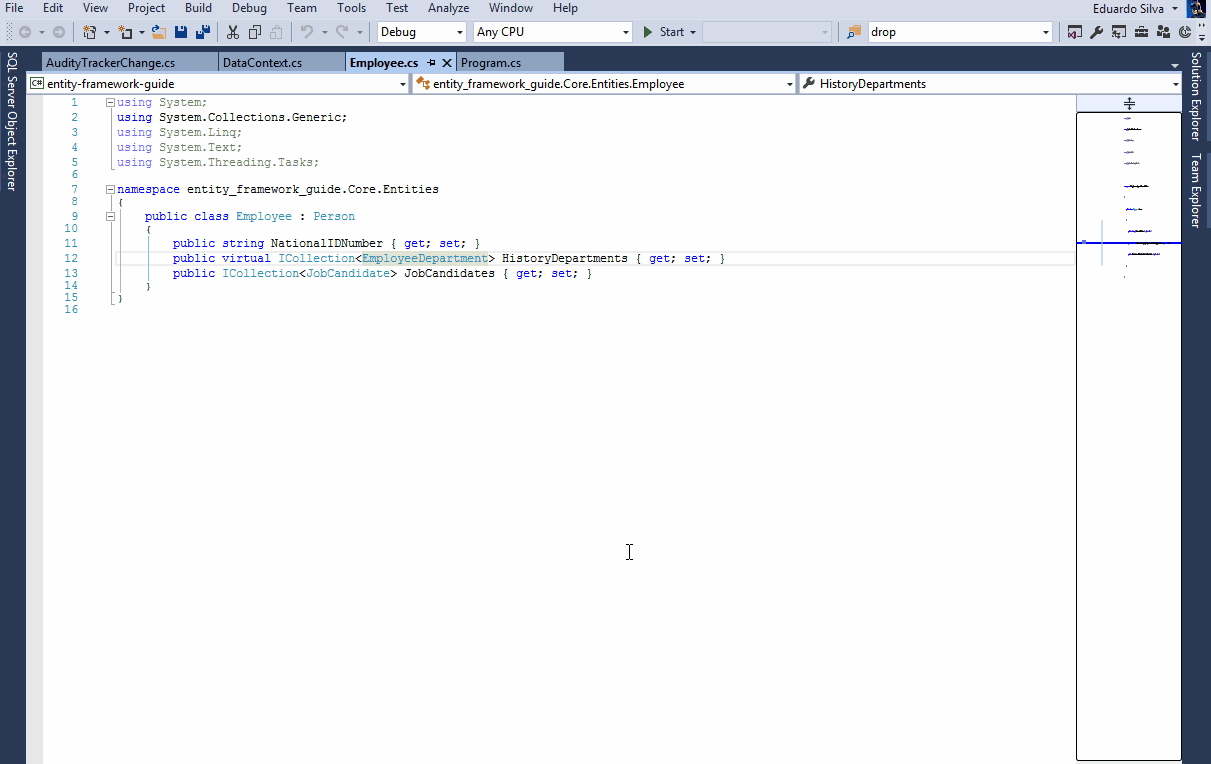 File Edit View Project Build Debug Team Tools Test Analyze Window Help Eduardo Silva
Debug Any CPU Start drop
SQL Server Object Explorer
AudityTrackerChange.cs DataContext.cs Employee.cs Program.cs
entity-framework-guide entity_framework_guide.Core.Entities.Employee HistoryDepartments
1 using System;
2 using System.Collections.Generic;
3 using System.Linq;
4 using System.Text;
5 using System.Threading.Tasks;
6
7 namespace entity_framework_guide.Core.Entities
8 {
9 public class Employee : Person
10 {
11 public string NationalIDNumber { get; set; }
12 public virtual ICollection<EmployeeDepartment> HistoryDepartments { get; set; }
13 public ICollection<JobCandidate> JobCandidates { get; set; }
14 }
15 }
16
Solution Explorer
Team Explorer